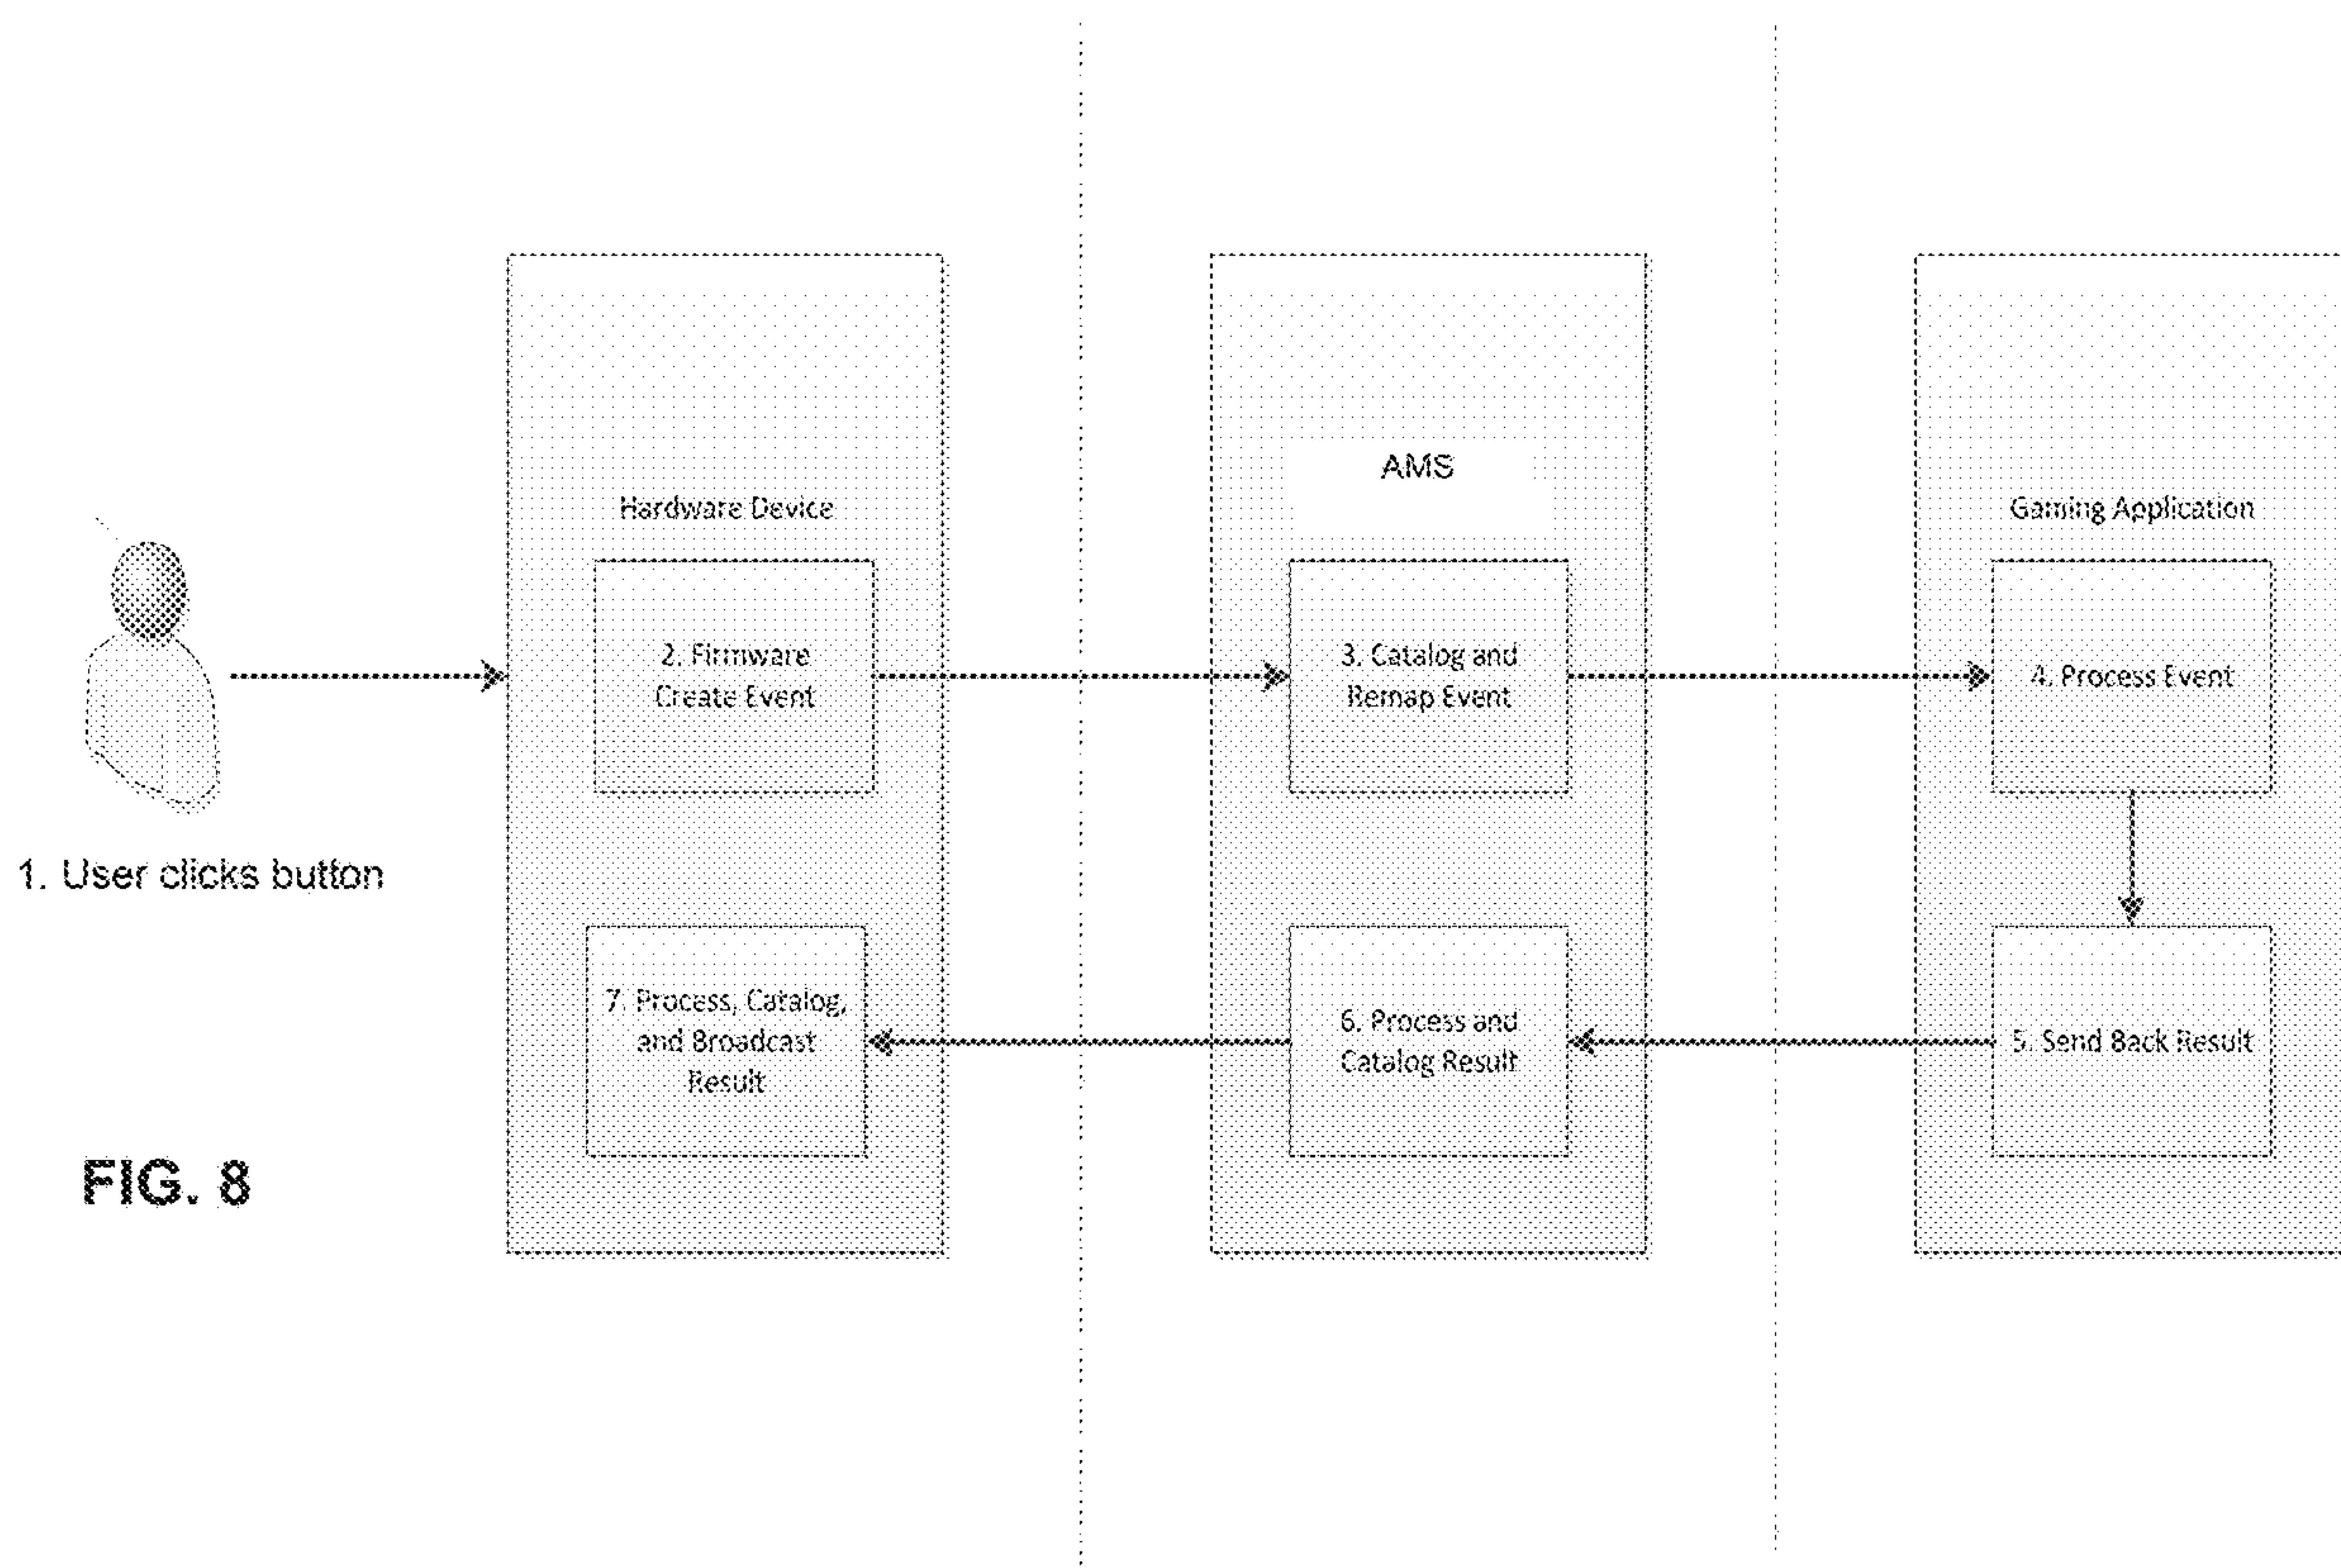 AMS
Hardware Device
Gaming Application
2. Firmware
Create Event
3. Catalog and
Remap Event
4. Process Event
1. User clicks button
7. Process, Catalog,
and Broadcast
Result
6. Process and
Catalog Result
5. Send Back Result
FIG. 8